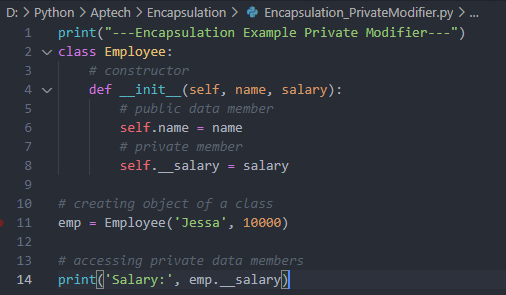 D: > Python > Aptech > Encapsulation > Encapsulation_PrivateModifier.py > ...
1 print("---Encapsulation Example Private Modifier---")
2 class Employee:
3     # constructor
4     def __init__(self, name, salary):
5         # public data member
6         self.name = name
7         # private member
8         self.__salary = salary
9
10 # creating object of a class
11 emp = Employee('Jessa', 10000)
12
13 # accessing private data members
14 print('Salary:', emp.__salary)